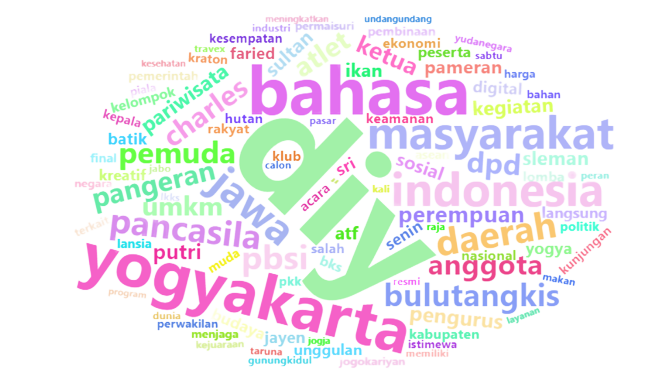 meningkatkan
undangundang
industri
permaisuri
pembinaan
kesempatan
sultan
atlet
ketua
ekonomi
yudanegara
travex
kraton
faried
peserta
sabtu
kesehatan
pemerintah
pariwisata
ikan
pameran
harga
piala
kelompok
charles
bahasa
digital
bahan
kepala
hutan
keamanan
kegiatan
batik
rakyat
pasar
masyarakat
final
pemuda
klub
diy
sri
sosial
dpd
sleman
kreatif
jabo
calon
lomba
peran
negara
pangeran
jawa
acara
kali
indonesia
umkm
perempuan
langsung
terkait
pancasila
atf
senin
raja
daerah
yogya
politik
lansia
putri
pbsi
salah
bks
nasional
kunjungan
yogyakarta
muda
pkk
resmi
anggota
makan
program
bulutangkis
dunia
budaya
pengurus
layanan
perwakilan
menjaga
jayen
jogja
kabupaten
kejuaraan
taruna
unggulan
istimewa
gunungkidul
jogokariyan
memiliki